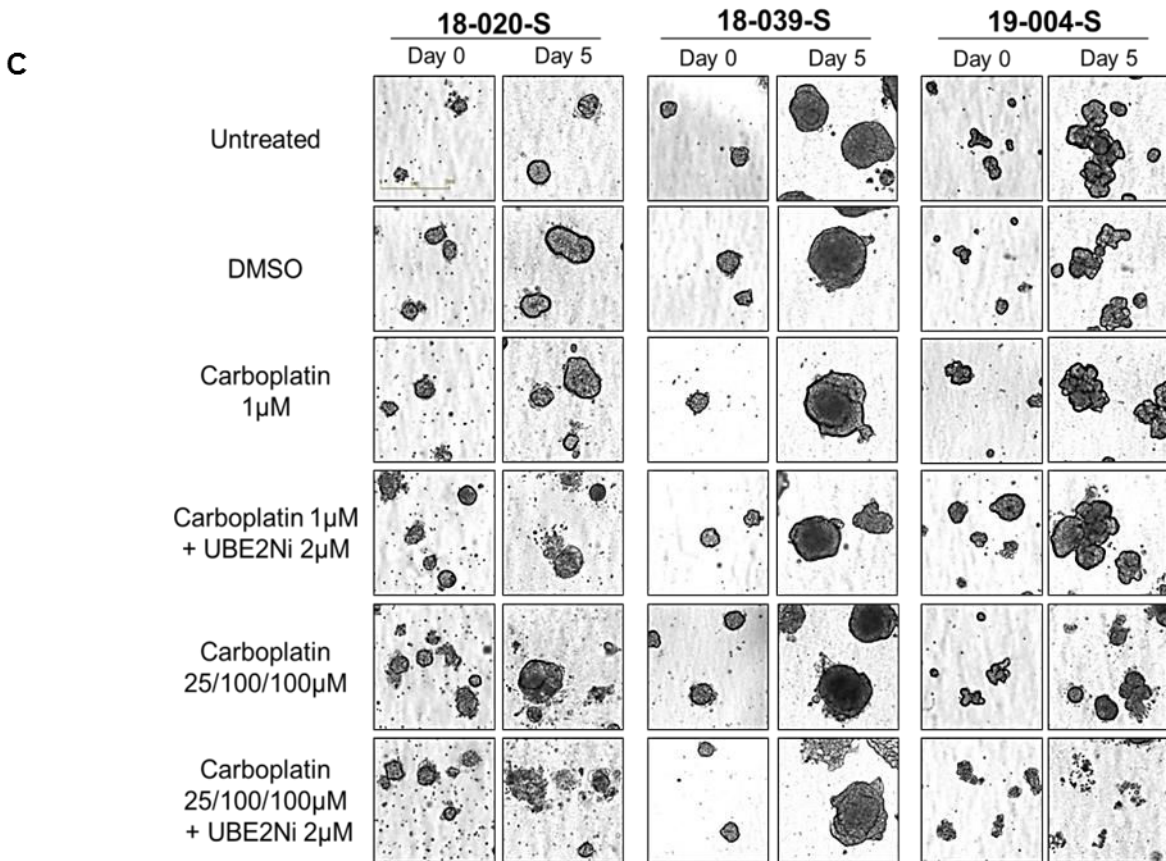 18-020-S 18-039-S 19-004-S
C
Day 0 Day 5 Day 0 Day 5 Day 0 Day 5
Untreated
DMSO
Carboplatin
1µM
Carboplatin 1µM
+ UBE2Ni 2µM
Carboplatin
25/100/100µM
Carboplatin
25/100/100µM
+ UBE2Ni 2µM